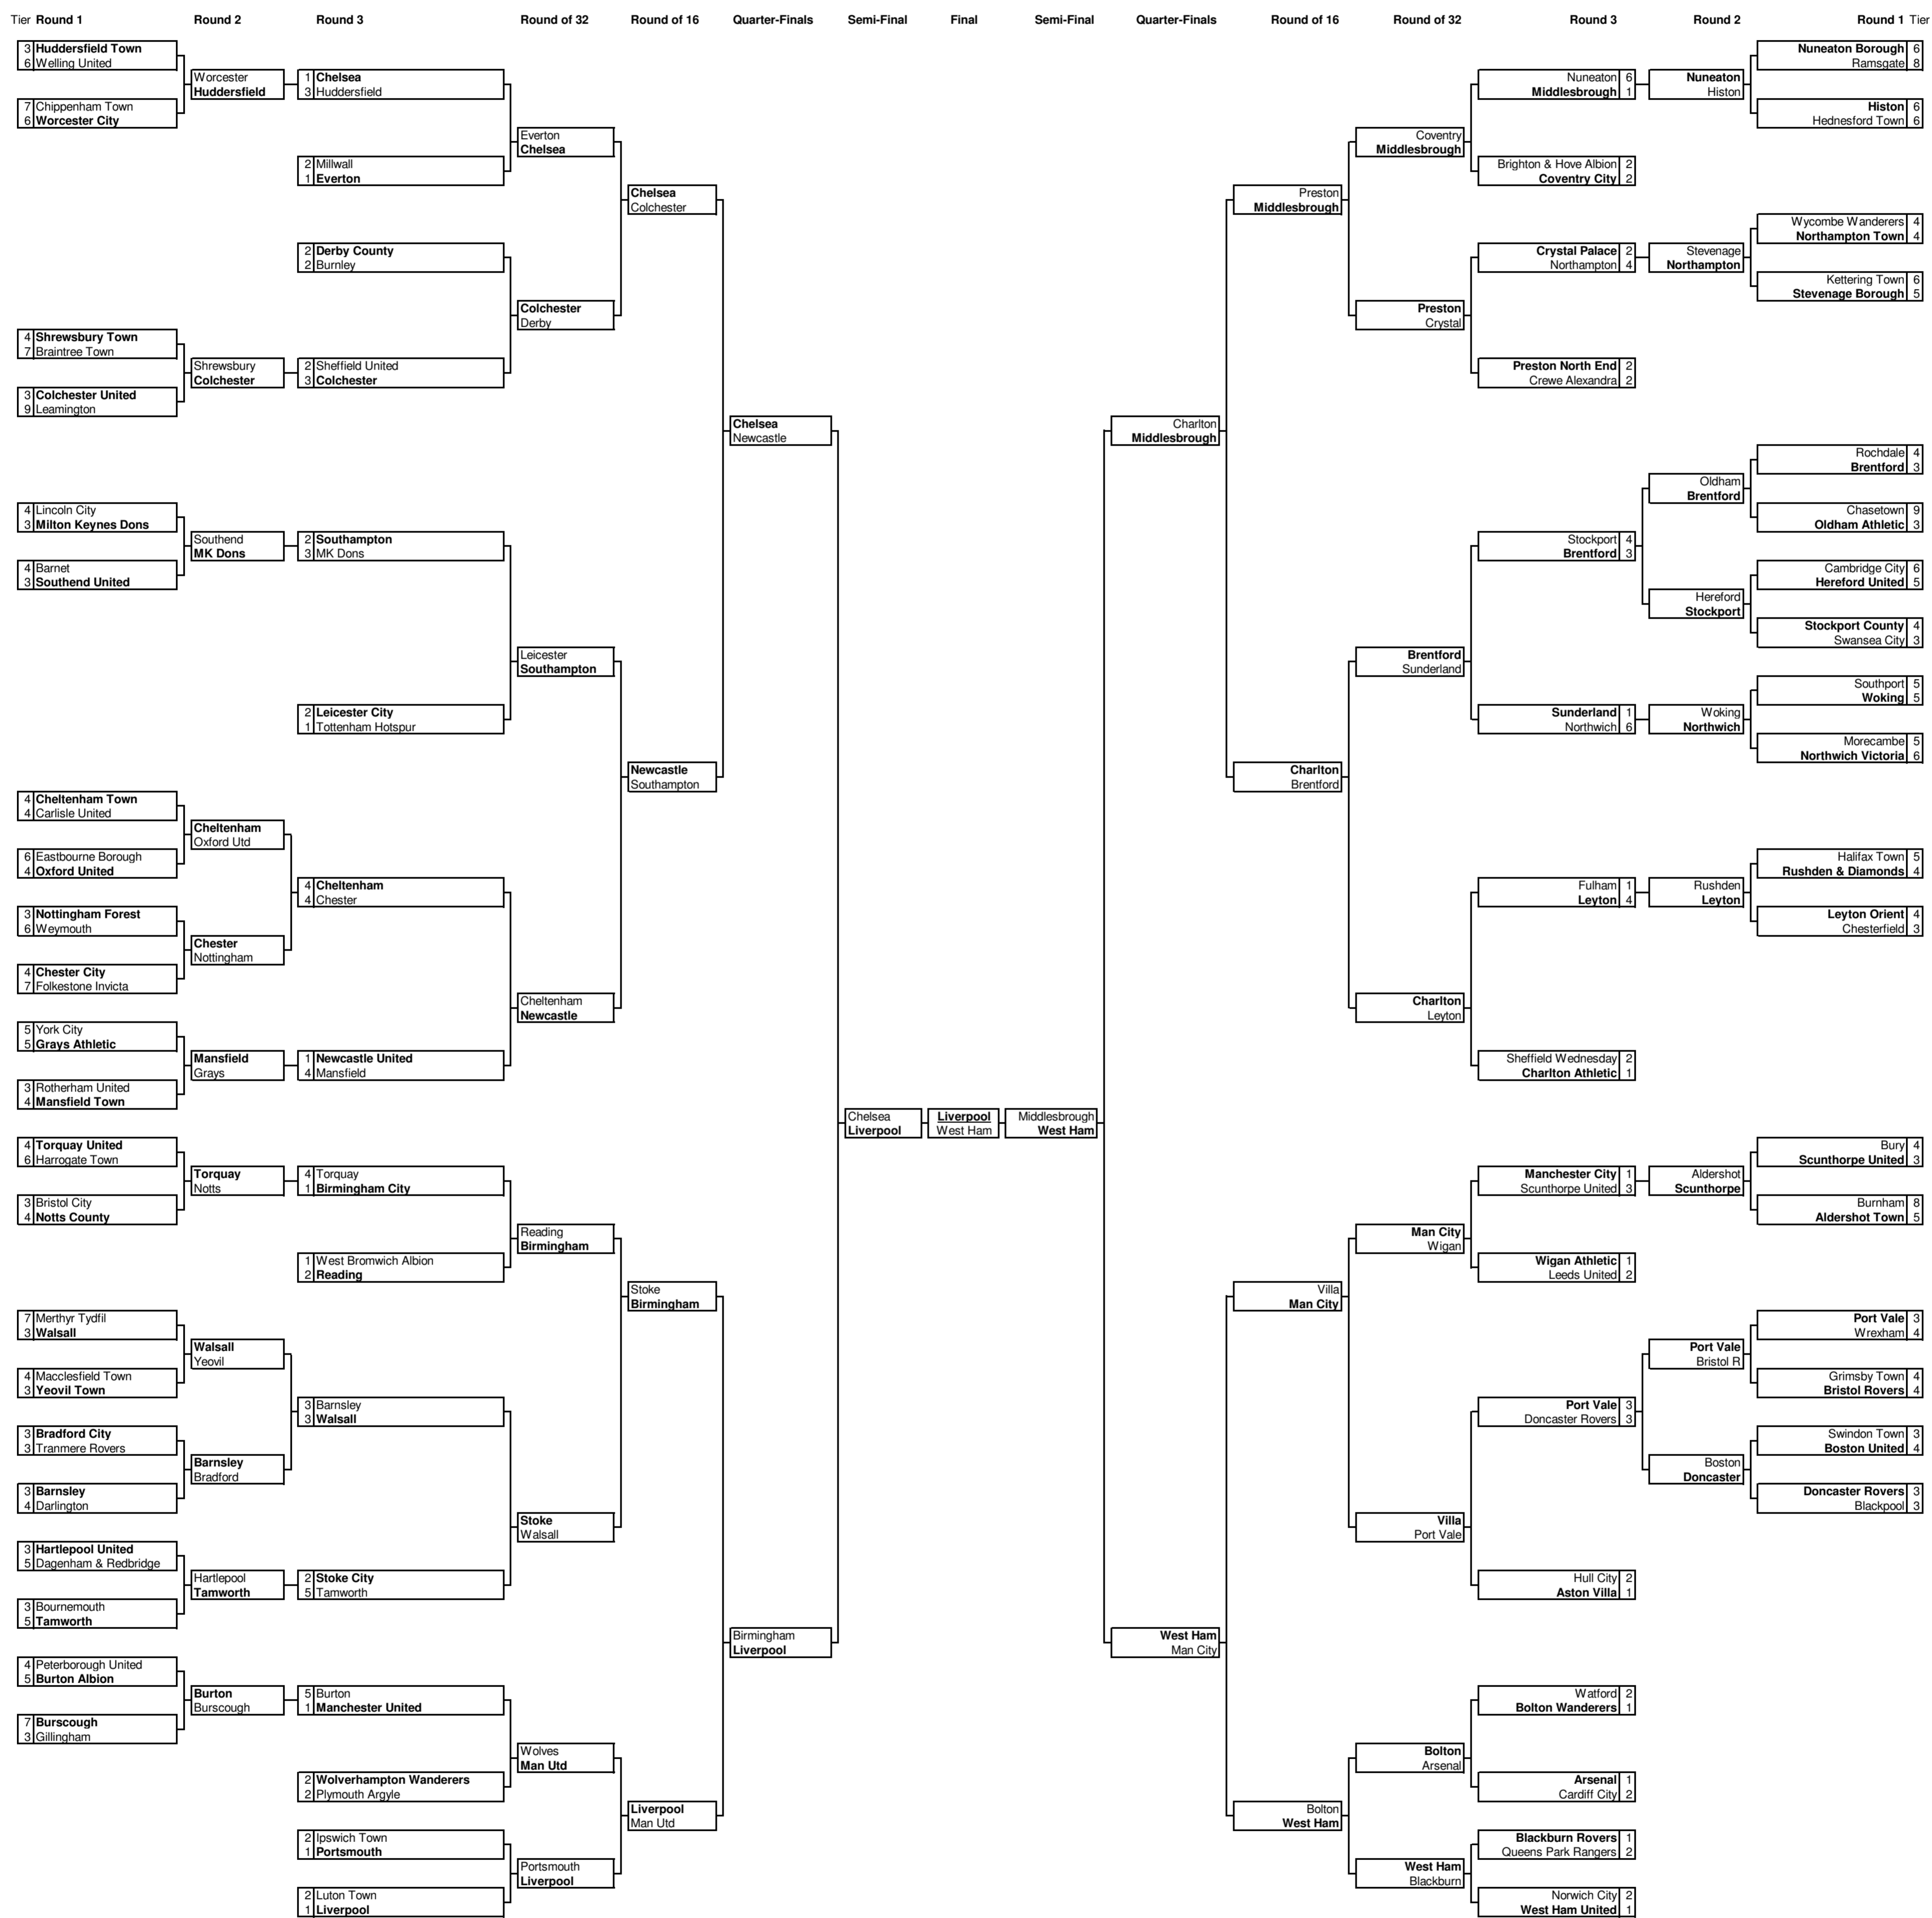 Tier Round 1 Round 2 Round 3 Round of 32 Round of 16 Quarter-Finals Semi-Final Final Semi-Final Quarter-Finals Round of 16 Round of 32 Round 3 Round 2 Round 1 Tier
3 Huddersfield Town
6 Welling United
7 Chippenham Town
6 Worcester City
4 Shrewsbury Town
7 Braintree Town
3 Colchester United
9 Leamington
4 Lincoln City
3 Milton Keynes Dons
4 Barnet
3 Southend United
4 Cheltenham Town
4 Carlisle United
6 Eastbourne Borough
4 Oxford United
3 Nottingham Forest
6 Weymouth
4 Chester City
7 Folkestone Invicta
5 York City
5 Grays Athletic
3 Rotherham United
4 Mansfield Town
4 Torquay United
6 Harrogate Town
3 Bristol City
4 Notts County
7 Merthyr Tydfil
3 Walsall
4 Macclesfield Town
3 Yeovil Town
3 Bradford City
3 Tranmere Rovers
3 Barnsley
4 Darlington
3 Hartlepool United
5 Dagenham & Redbridge
3 Bournemouth
5 Tamworth
4 Peterborough United
5 Burton Albion
7 Burscough
3 Gillingham
Worcester
Huddersfield
Shrewsbury
Colchester
Southend
MK Dons
Cheltenham
Oxford Utd
Chester
Nottingham
Mansfield
Grays
Torquay
Notts
Walsall
Yeovil
Barnsley
Bradford
Hartlepool
Tamworth
Burton
Burscough
1 Chelsea
3 Huddersfield
2 Millwall
1 Everton
2 Derby County
2 Burnley
2 Sheffield United
3 Colchester
2 Southampton
3 MK Dons
2 Leicester City
1 Tottenham Hotspur
4 Cheltenham
4 Chester
1 Newcastle United
4 Mansfield
4 Torquay
1 Birmingham City
1 West Bromwich Albion
2 Reading
3 Barnsley
3 Walsall
2 Stoke City
5 Tamworth
5 Burton
1 Manchester United
2 Wolverhampton Wanderers
2 Plymouth Argyle
2 Ipswich Town
1 Portsmouth
2 Luton Town
1 Liverpool
Everton
Chelsea
Colchester
Derby
Leicester
Southampton
Cheltenham
Newcastle
Reading
Birmingham
Stoke
Walsall
Wolves
Man Utd
Portsmouth
Liverpool
Chelsea
Colchester
Newcastle
Southampton
Stoke
Birmingham
Liverpool
Man Utd
Chelsea
Newcastle
Birmingham
Liverpool
Chelsea
Liverpool
Liverpool
West Ham
Middlesbrough
West Ham
Charlton
Middlesbrough
West Ham
Man City
Preston
Middlesbrough
Charlton
Brentford
Villa
Man City
Bolton
West Ham
Coventry
Middlesbrough
Preston
Crystal
Brentford
Sunderland
Charlton
Leyton
Man City
Wigan
Villa
Port Vale
Bolton
Arsenal
West Ham
Blackburn
Nuneaton 6
Middlesbrough 1
Brighton & Hove Albion 2
Coventry City 2
Crystal Palace 2
Northampton 4
Preston North End 2
Crewe Alexandra 2
Stockport 4
Brentford 3
Sunderland 1
Northwich 6
Fulham 1
Leyton 4
Sheffield Wednesday 2
Charlton Athletic 1
Manchester City 1
Scunthorpe United 3
Wigan Athletic 1
Leeds United 2
Port Vale 3
Doncaster Rovers 3
Hull City 2
Aston Villa 1
Watford 2
Bolton Wanderers 1
Arsenal 1
Cardiff City 2
Blackburn Rovers 1
Queens Park Rangers 2
Norwich City 2
West Ham United 1
Nuneaton
Histon
Stevenage
Northampton
Oldham
Brentford
Hereford
Stockport
Woking
Northwich
Rushden
Leyton
Aldershot
Scunthorpe
Port Vale
Bristol R
Boston
Doncaster
Nuneaton Borough 6
Ramsgate 8
Histon 6
Hednesford Town 6
Wycombe Wanderers 4
Northampton Town 4
Kettering Town 6
Stevenage Borough 5
Rochdale 4
Brentford 3
Chasetown 9
Oldham Athletic 3
Cambridge City 6
Hereford United 5
Stockport County 4
Swansea City 3
Southport 5
Woking 5
Morecambe 5
Northwich Victoria 6
Halifax Town 5
Rushden & Diamonds 4
Leyton Orient 4
Chesterfield 3
Bury 4
Scunthorpe United 3
Burnham 8
Aldershot Town 5
Port Vale 3
Wrexham 4
Grimsby Town 4
Bristol Rovers 4
Swindon Town 3
Boston United 4
Doncaster Rovers 3
Blackpool 3